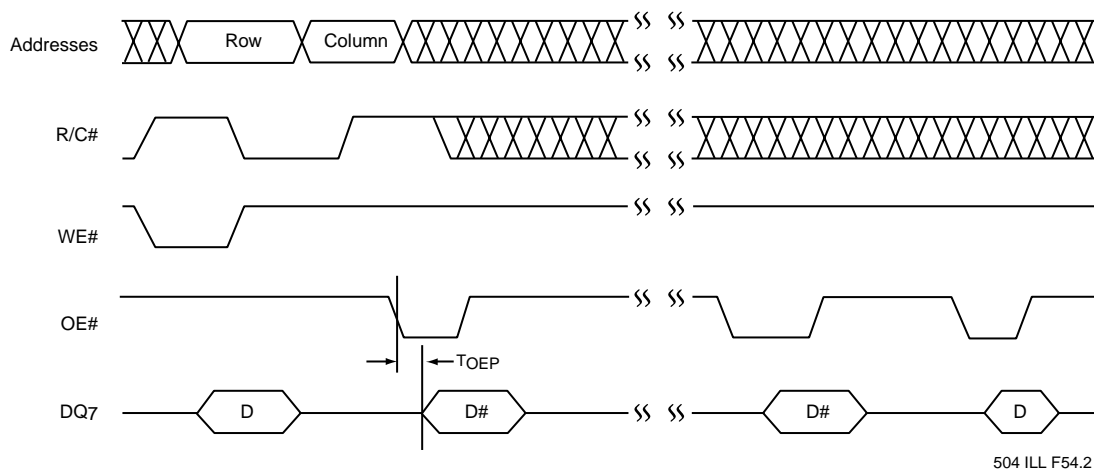 Addresses
Row
Column
R/C#
WE#
OE#
TOEP
DQ7
D
D#
D#
D
504 ILL F54.2